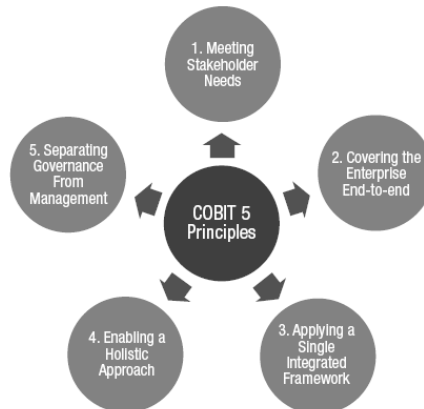 1. Meeting
Stakeholder
Needs
5. Separating
Governance
From
Management
2. Covering the
Enterprise
End-to-end
COBIT 5
Principles
4. Enabling a
Holistic
Approach
3. Applying a
Single
Integrated
Framework